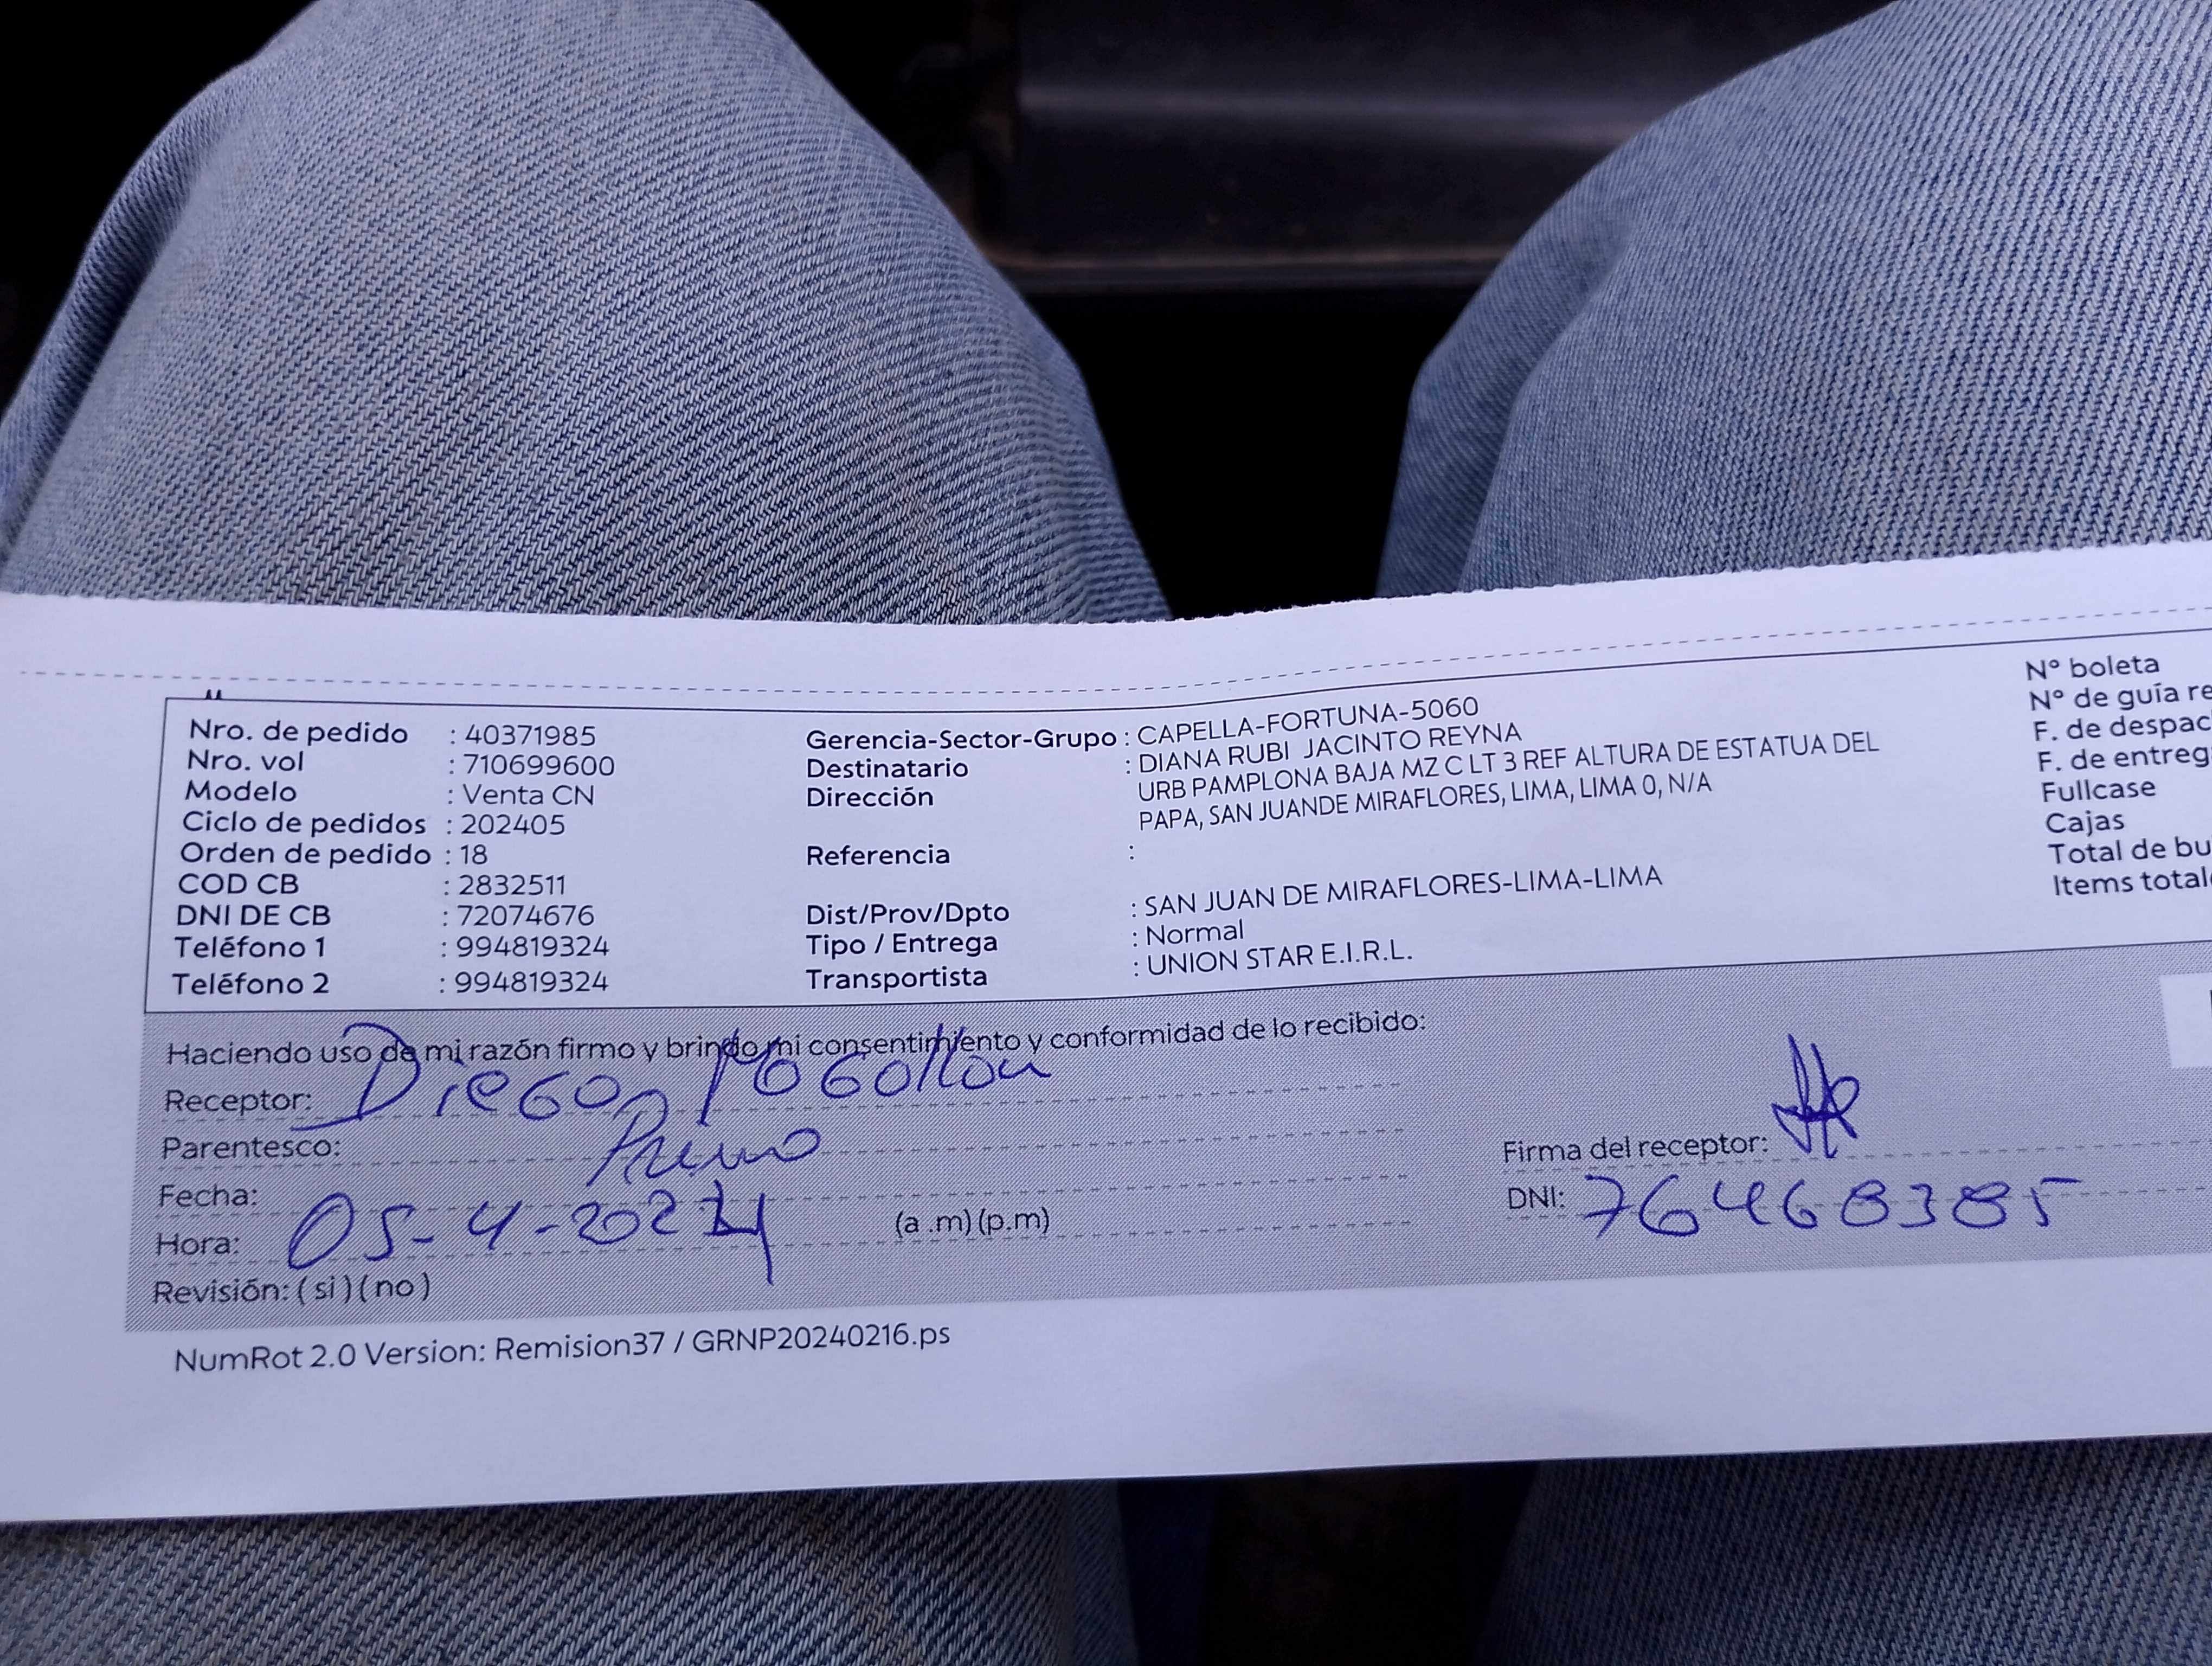 Nro. de pedido : 40371985
Nro. vol : 710699600
Modelo : Venta CN
Ciclo de pedidos : 202405
Orden de pedido : 18
COD CB : 2832511
DNI DE CB : 72074676
Teléfono 1 : 994819324
Teléfono 2 : 994819324
Gerencia-Sector-Grupo : CAPELLA-FORTUNA-5060
Destinatario : DIANA RUBI JACINTO REYNA
Dirección URB PAMPLONA BAJA MZ C LT 3 REF ALTURA DE ESTATUA DEL
PAPA, SAN JUANDE MIRAFLORES, LIMA, LIMA 0, N/A
Referencia :
Dist/Prov/Dpto : SAN JUAN DE MIRAFLORES-LIMA-LIMA
Tipo / Entrega : Normal
Transportista : UNION STAR E.I.R.L.
N° boleta
N° de guía re
F. de despac
F. de entreg
Fullcase
Cajas
Total de bu
Items total
Haciendo uso de mi razón firmo y brindo mi consentimiento y conformidad de lo recibido:
Receptor: Diego Mogollon
Parentesco: Primo
Fecha: 05-4-2024
Hora: (a .m) (p.m)
Revisión: ( si ) ( no )
Firma del receptor:
DNI: 76468385
NumRot 2.0 Version: Remision37 / GRNP20240216.ps